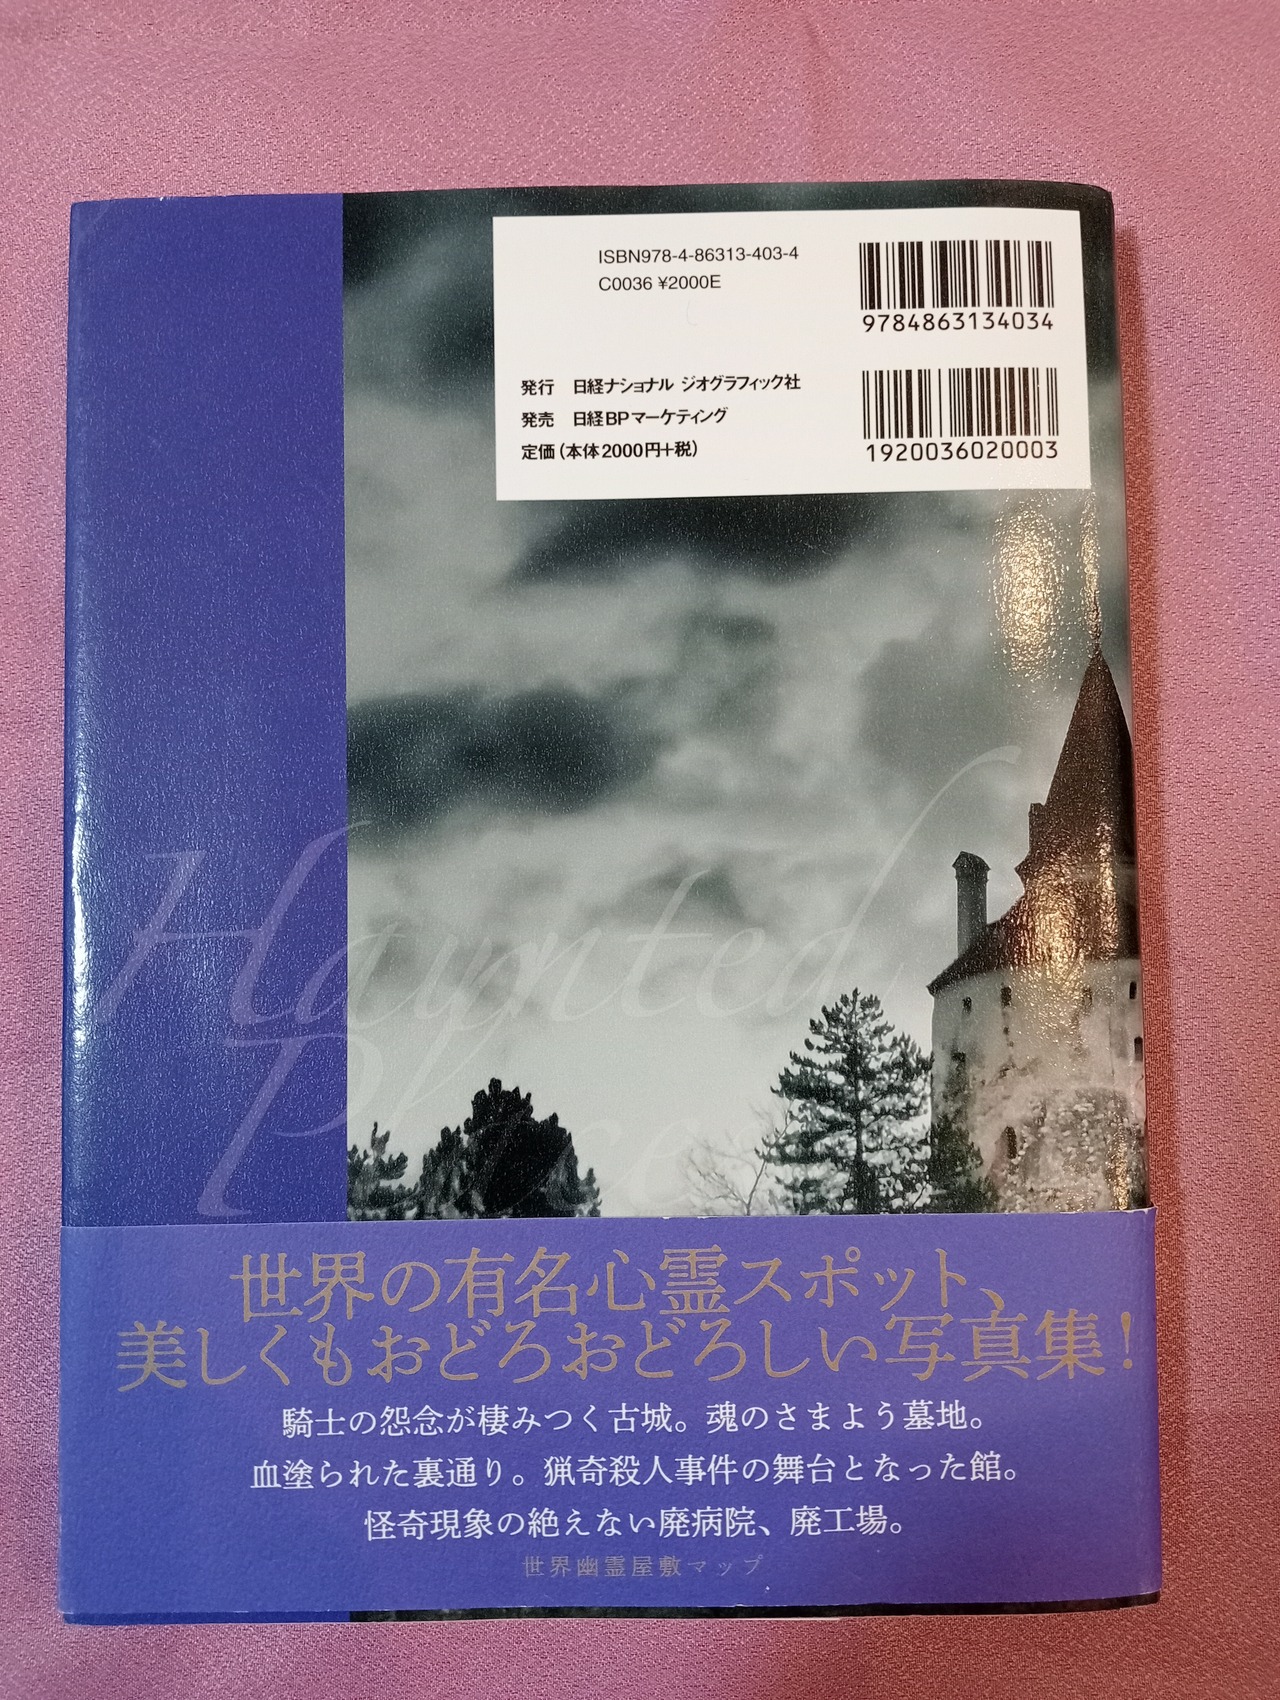 ISBN978-4-86313-403-4
C0036 ¥2000E
9784863134034
発行 日経ナショナル ジオグラフィック社
発売 日経BPマーケティング
定価(本体2000円+税)
1920036020003
Haunted
Place
世界の有名心霊スポット、
美しくもおどろおどろしい写真集!
騎士の怨念が棲みつく古城。魂のさまよう墓地。
血塗られた裏通り。猟奇殺人事件の舞台となった館。
怪奇現象の絶えない廃病院、廃工場。
世界幽霊屋敷マップ